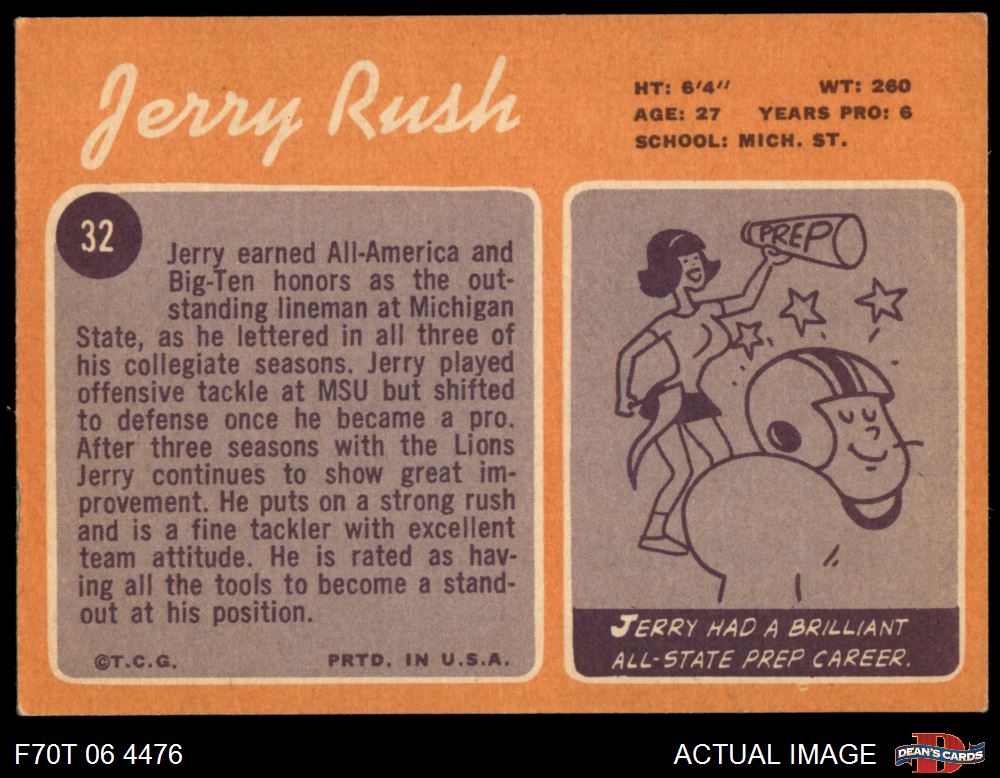 Jerry Rush
HT: 6'4" WT: 260
AGE: 27 YEARS PRO: 6
SCHOOL: MICH. ST.
32
Jerry earned All-America and
Big-Ten honors as the out-
standing lineman at Michigan
State, as he lettered in all three of
his collegiate seasons. Jerry played
offensive tackle at MSU but shifted
to defense once he became a pro.
After three seasons with the Lions
Jerry continues to show great im-
provement. He puts on a strong rush
and is a fine tackler with excellent
team attitude. He is rated as hav-
ing all the tools to become a stand-
out at his position.
©T.C.G. PRTD. IN U.S.A.
PREP
JERRY HAD A BRILLIANT
ALL-STATE PREP CAREER.
F70T 06 4476
ACTUAL IMAGE
DEAN'S CARDS